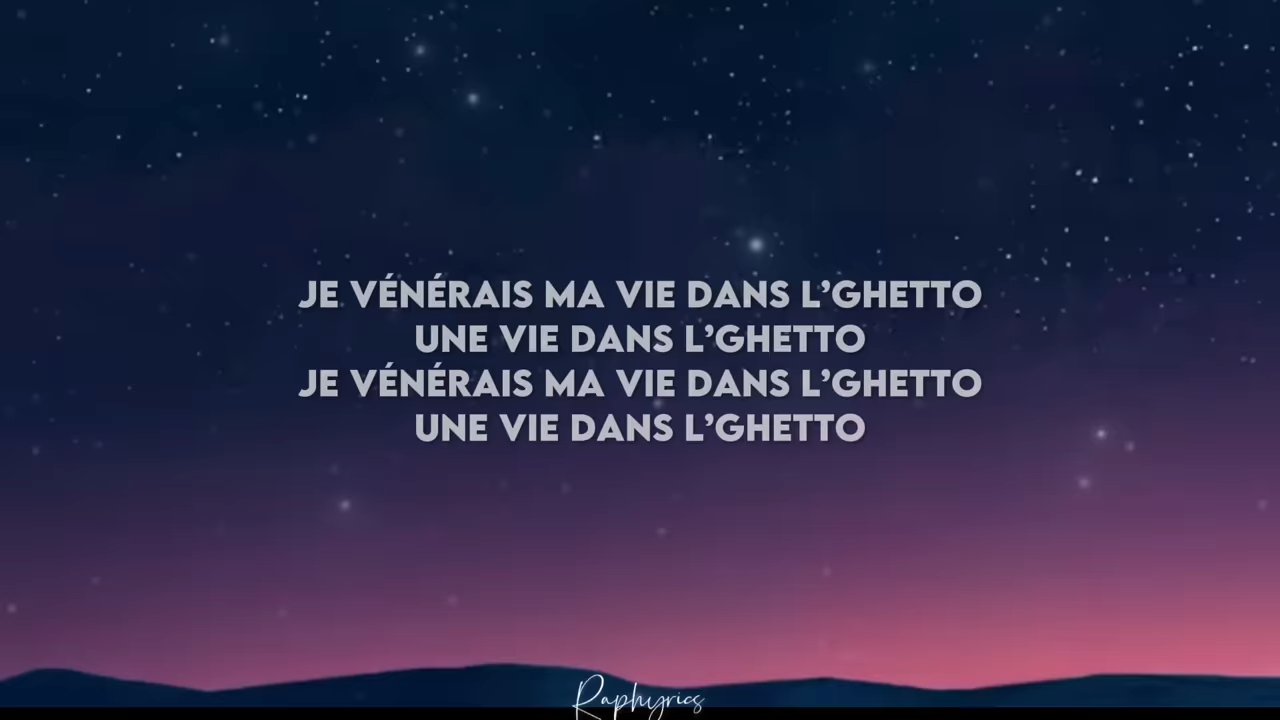 JE VÉNÉRAIS MA VIE DANS L’GHETTO
UNE VIE DANS L’GHETTO
JE VÉNÉRAIS MA VIE DANS L’GHETTO
UNE VIE DANS L’GHETTO
Raphyrics